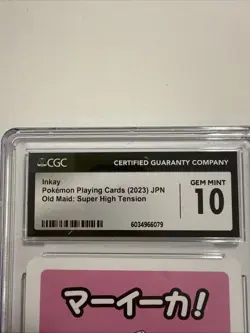 CGC
CERTIFIED GUARANTY COMPANY
Inkay
Pokémon Playing Cards (2023) JPN
Old Maid: Super High Tension
GEM MINT
10
6034966079
マーイーカ!